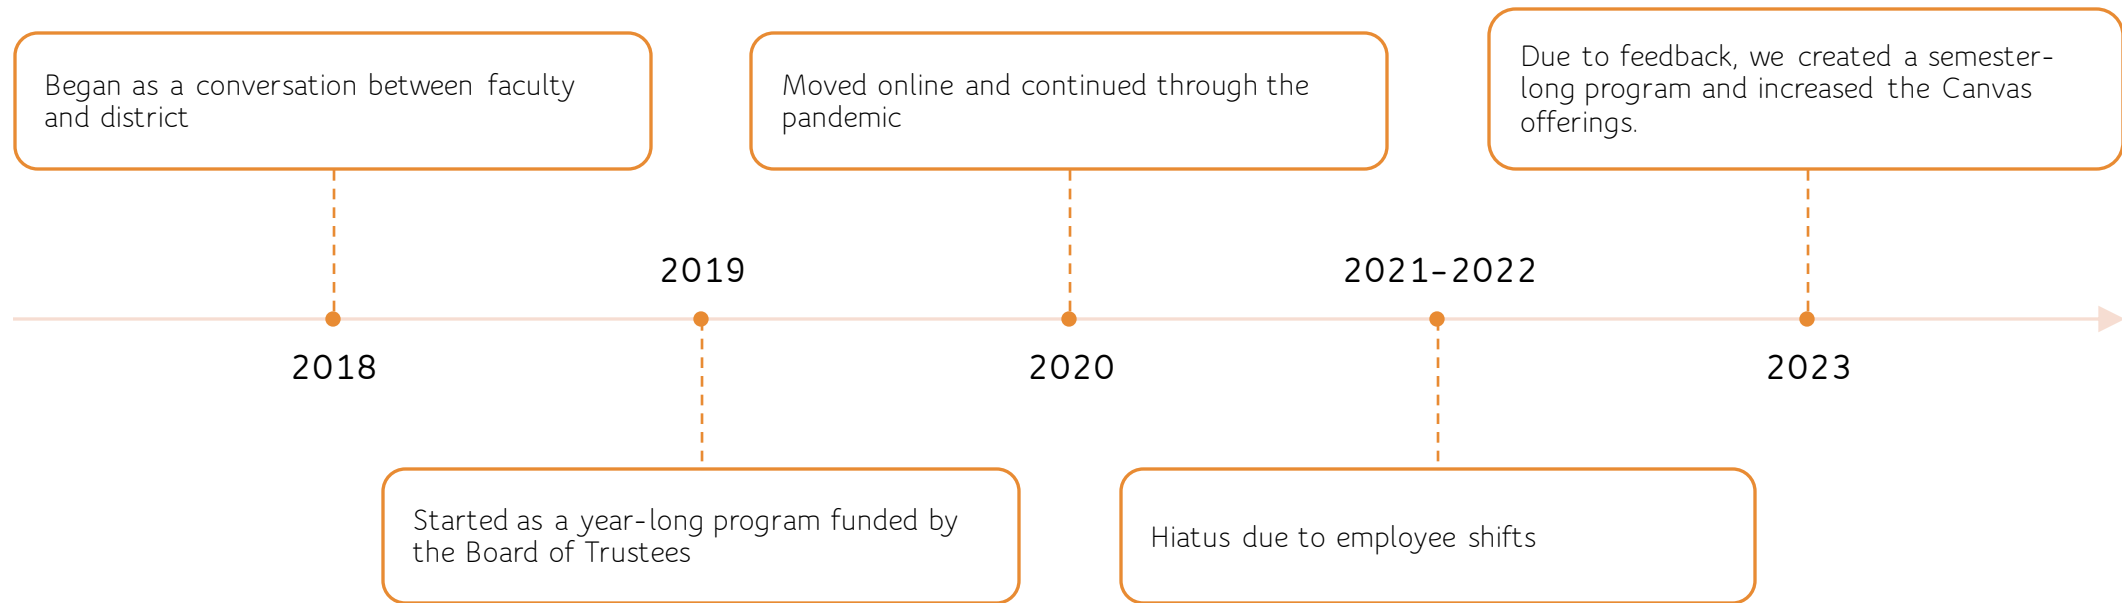 Began as a conversation between faculty
and district
2018
2019
Started as a year-long program funded by
the Board of Trustees
Moved online and continued through the
pandemic
2020
2021-2022
Hiatus due to employee shifts
Due to feedback, we created a semester-
long program and increased the Canvas
offerings.
2023